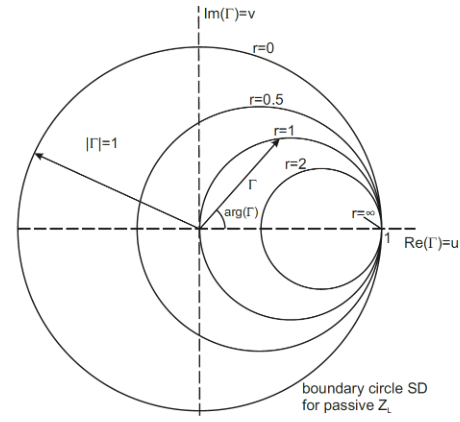 Im(Γ)=v
r=0
r=0.5
|Γ|=1
r=1
r=2
Γ
arg(Γ)
r=∞
1
Re(Γ)=u
boundary circle SD
for passive Z_L